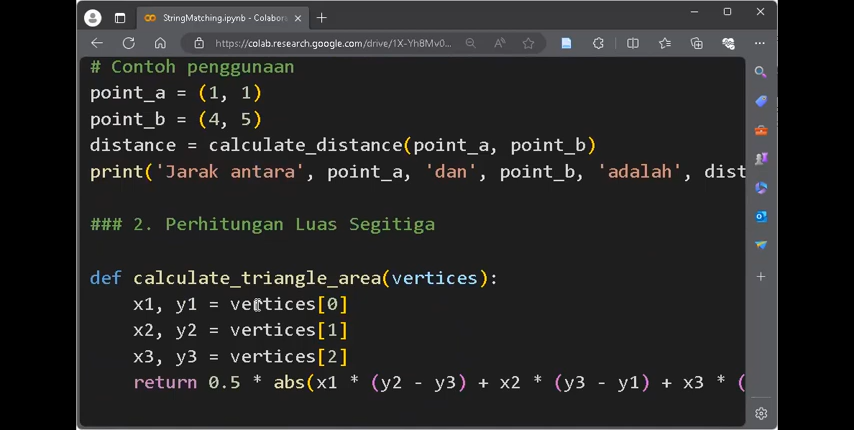 StringMatching.ipynb - Colabora
https://colab.research.google.com/drive/1X-Yh8Mv0...
# Contoh penggunaan
point_a = (1, 1)
point_b = (4, 5)
distance = calculate_distance(point_a, point_b)
print('Jarak antara', point_a, 'dan', point_b, 'adalah', dist
### 2. Perhitungan Luas Segitiga
def calculate_triangle_area(vertices):
x1, y1 = vertices[0]
x2, y2 = vertices[1]
x3, y3 = vertices[2]
return 0.5 * abs(x1 * (y2 - y3) + x2 * (y3 - y1) + x3 * (